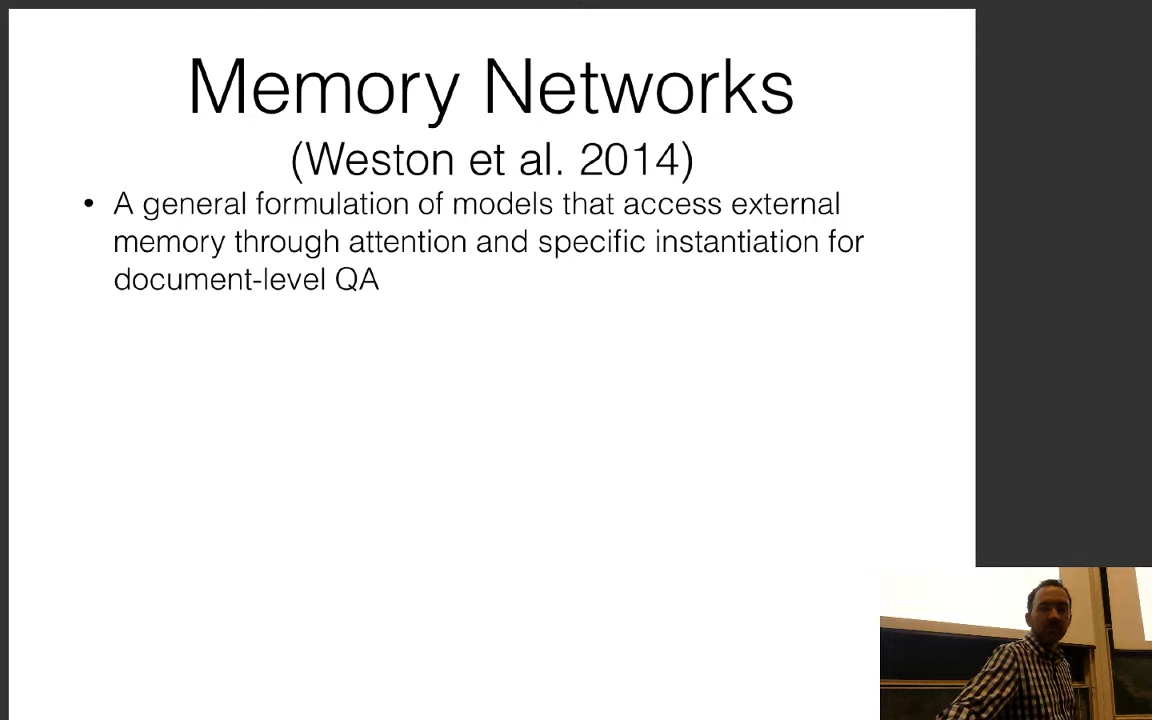 Memory Networks
(Weston et al. 2014)
• A general formulation of models that access external
memory through attention and specific instantiation for
document-level QA